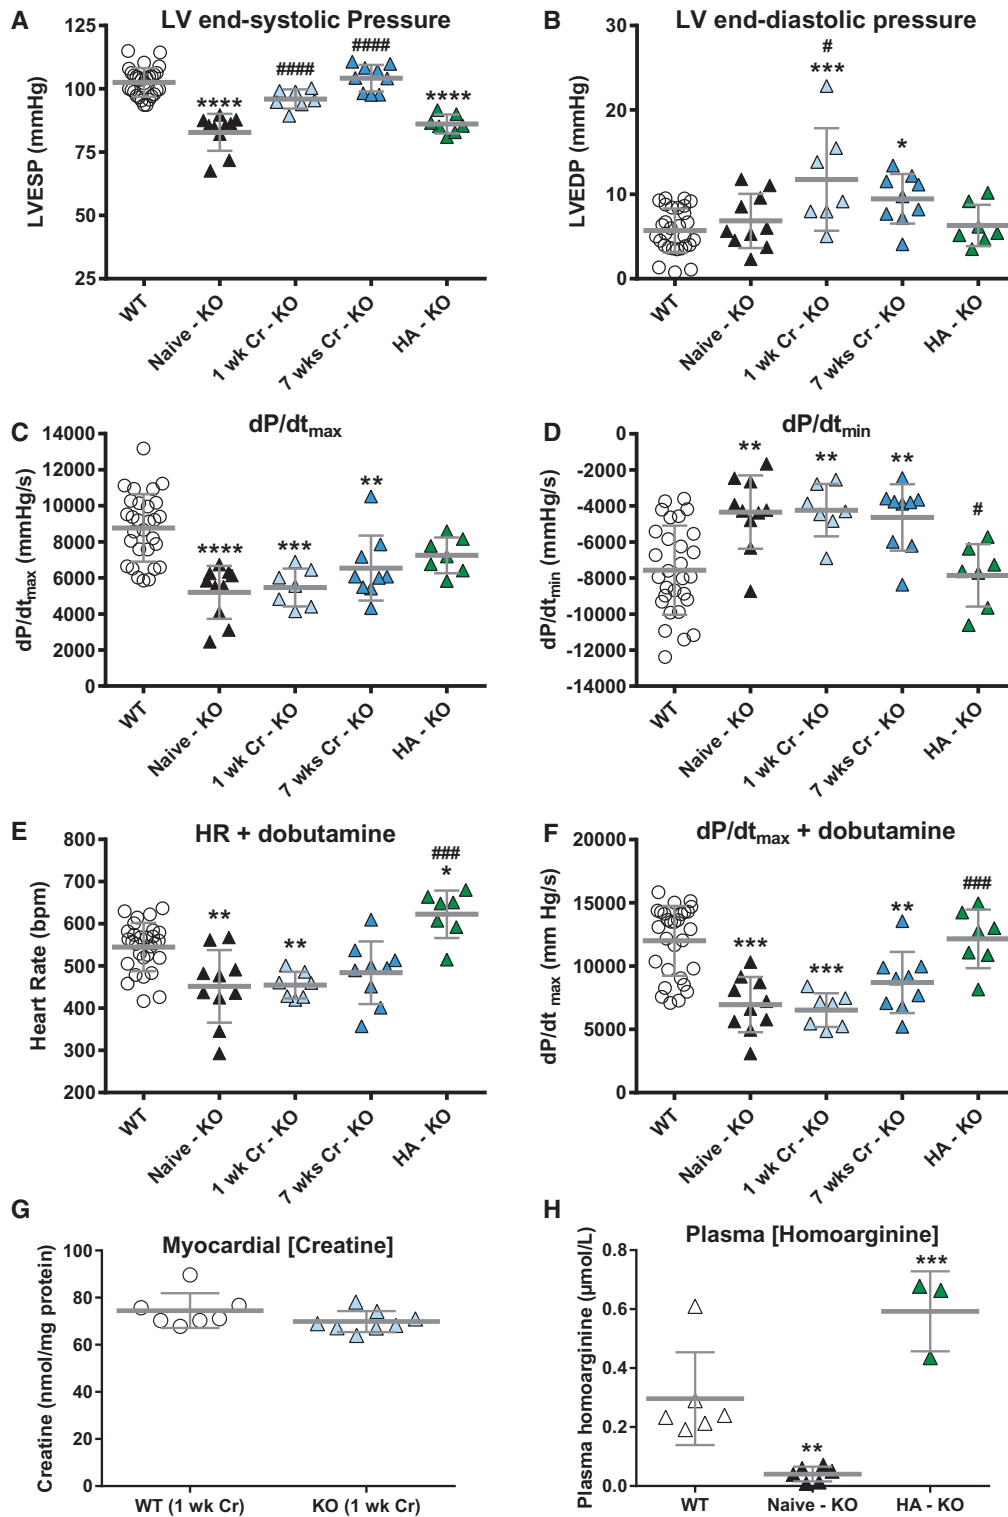 A LV end-systolic Pressure
LVESP (mmHg)
125
100
75
50
25
****
####
####
****
WT
Naive - KO
1 wk Cr - KO
7 wks Cr - KO
HA - KO
B LV end-diastolic pressure
LVEDP (mmHg)
30
20
10
0
#
***
*
WT
Naive - KO
1 wk Cr - KO
7 wks Cr - KO
HA - KO
C dP/dtmax
dP/dtmax (mmHg/s)
14000
12000
10000
8000
6000
4000
2000
0
****
***
**
WT
Naive - KO
1 wk Cr - KO
7 wks Cr - KO
HA - KO
D dP/dtmin
dP/dtmin (mmHg/s)
0
-2000
-4000
-6000
-8000
-10000
-12000
-14000
**
**
**
#
WT
Naive - KO
1 wk Cr - KO
7 wks Cr - KO
HA - KO
E HR + dobutamine
Heart Rate (bpm)
800
700
600
500
400
300
200
**
**
###
*
WT
Naive - KO
1 wk Cr - KO
7 wks Cr - KO
HA - KO
F dP/dtmax + dobutamine
dP/dt max (mm Hg/s)
20000
15000
10000
5000
0
***
***
**
###
WT
Naive - KO
1 wk Cr - KO
7 wks Cr - KO
HA - KO
G Myocardial [Creatine]
Creatine (nmol/mg protein)
100
80
60
40
20
0
WT (1 wk Cr)
KO (1 wk Cr)
H Plasma [Homoarginine]
Plasma homoarginine (µmol/L)
0.8
0.6
0.4
0.2
0.0
**
***
WT
Naive - KO
HA - KO